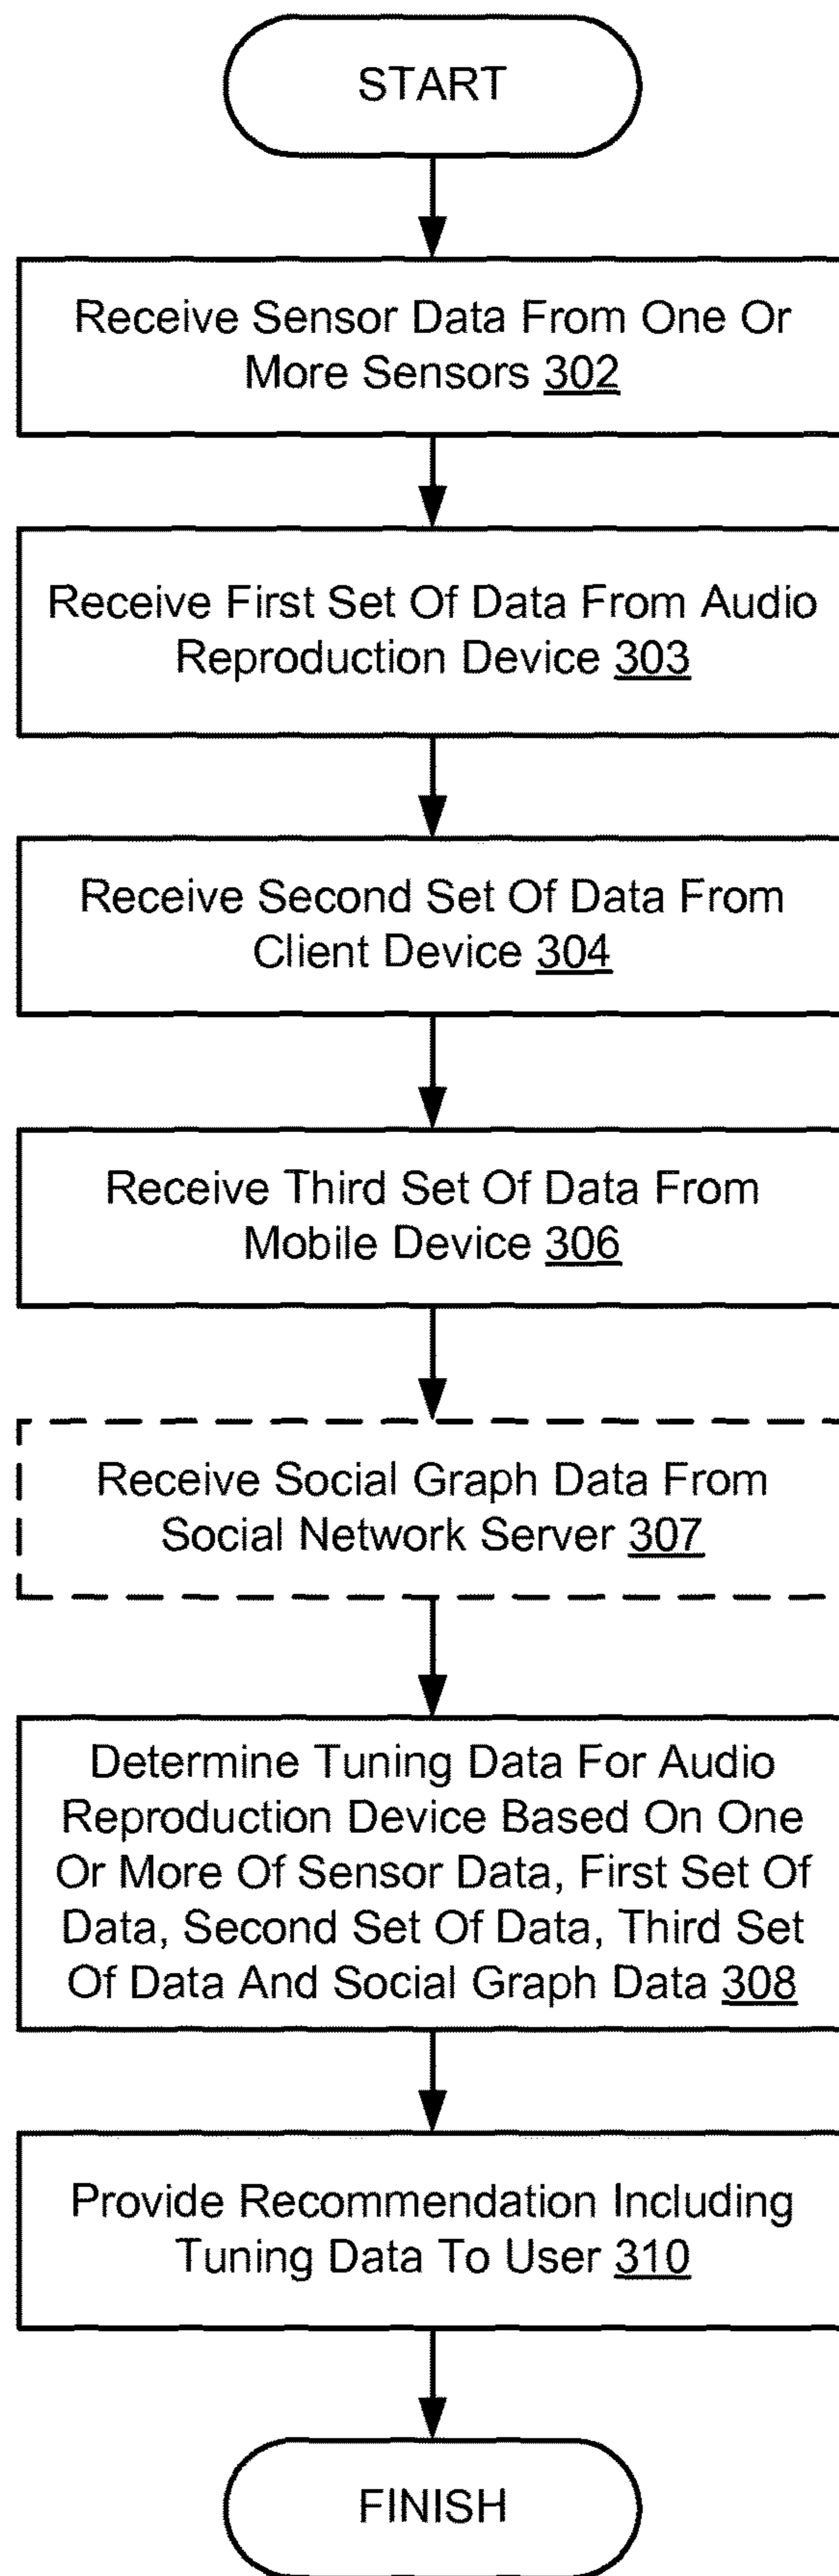 START
Receive Sensor Data From One Or
More Sensors 302
Receive First Set Of Data From Audio
Reproduction Device 303
Receive Second Set Of Data From
Client Device 304
Receive Third Set Of Data From
Mobile Device 306
Receive Social Graph Data From
Social Network Server 307
Determine Tuning Data For Audio
Reproduction Device Based On One
Or More Of Sensor Data, First Set Of
Data, Second Set Of Data, Third Set
Of Data And Social Graph Data 308
Provide Recommendation Including
Tuning Data To User 310
FINISH